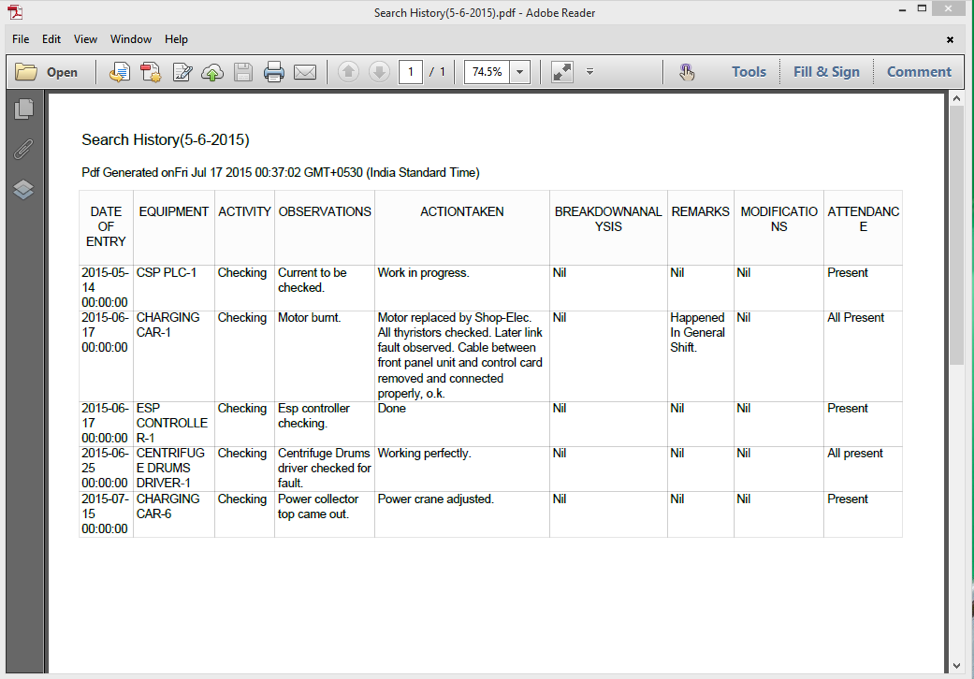 Search History(5-6-2015).pdf - Adobe Reader
File Edit View Window Help
Open 1 / 1 74.5% Tools Fill & Sign Comment
Search History(5-6-2015)
Pdf Generated onFri Jul 17 2015 00:37:02 GMT+0530 (India Standard Time)
DATE EQUIPMENT ACTIVITY OBSERVATIONS ACTIONTAKEN BREAKDOWNANAL REMARKS MODIFICATIO ATTENDANC
OF YSIS NS E
ENTRY
2015-05- CSP PLC-1 Checking Current to be Work in progress. Nil Nil Nil Present
14 checked.
00:00:00
2015-06- CHARGING Checking Motor burnt. Motor replaced by Shop-Elec. Nil Happened Nil All Present
17 CAR-1 All thyristors checked. Later link In General
00:00:00 fault observed. Cable between Shift.
front panel unit and control card
removed and connected
properly, o.k.
2015-06- ESP Checking Esp controller Done Nil Nil Nil Present
17 CONTROLLE checking.
00:00:00 R-1
2015-06- CENTRIFUG Checking Centrifuge Drums Working perfectly. Nil Nil Nil All present
25 E DRUMS driver checked for
00:00:00 DRIVER-1 fault.
2015-07- CHARGING Checking Power collector Power crane adjusted. Nil Nil Nil Present
15 CAR-6 top came out.
00:00:00